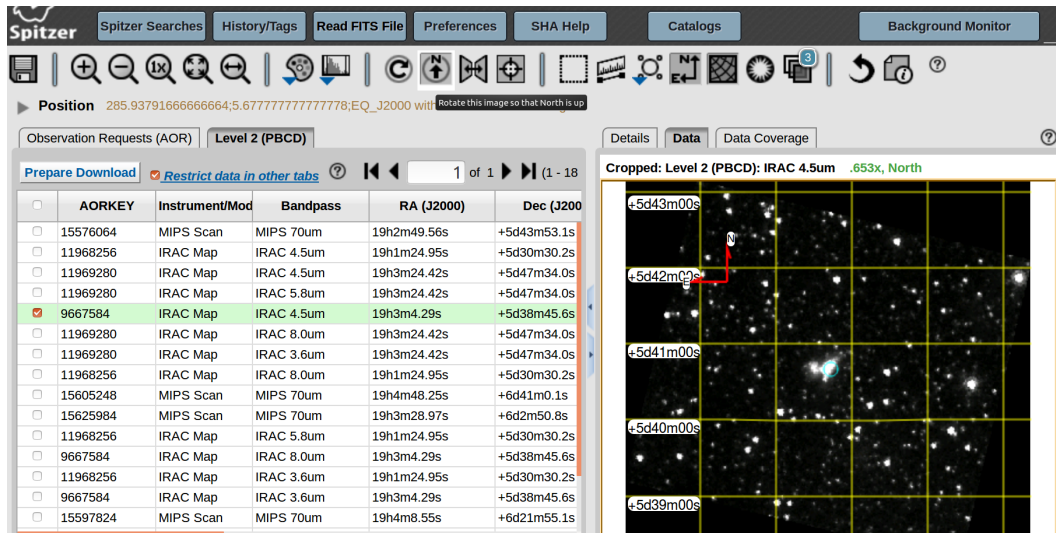 Spitzer
Spitzer Searches
History/Tags
Read FITS File
Preferences
SHA Help
Catalogs
Background Monitor
1x
N
N
E
3
i
?
Position 285.93791666666664;5.677777777777778;EQ_J2000 with
Rotate this image so that North is up
Observation Requests (AOR)
Level 2 (PBCD)
Details
Data
Data Coverage
?
Prepare Download
Restrict data in other tabs
?
1 of 1
(1 - 18
Cropped: Level 2 (PBCD): IRAC 4.5um .653x, North
AORKEY Instrument/Mod Bandpass RA (J2000) Dec (J200
15576064 MIPS Scan MIPS 70um 19h2m49.56s +5d43m53.1s
11968256 IRAC Map IRAC 4.5um 19h1m24.95s +5d30m30.2s
11969280 IRAC Map IRAC 4.5um 19h3m24.42s +5d47m34.0s
11969280 IRAC Map IRAC 5.8um 19h3m24.42s +5d47m34.0s
9667584 IRAC Map IRAC 4.5um 19h3m4.29s +5d38m45.6s
11969280 IRAC Map IRAC 8.0um 19h3m24.42s +5d47m34.0s
11969280 IRAC Map IRAC 3.6um 19h3m24.42s +5d47m34.0s
11968256 IRAC Map IRAC 8.0um 19h1m24.95s +5d30m30.2s
15605248 MIPS Scan MIPS 70um 19h4m48.25s +6d41m0.1s
15625984 MIPS Scan MIPS 70um 19h3m28.97s +6d2m50.8s
11968256 IRAC Map IRAC 5.8um 19h1m24.95s +5d30m30.2s
9667584 IRAC Map IRAC 8.0um 19h3m4.29s +5d38m45.6s
11968256 IRAC Map IRAC 3.6um 19h1m24.95s +5d30m30.2s
9667584 IRAC Map IRAC 3.6um 19h3m4.29s +5d38m45.6s
15597824 MIPS Scan MIPS 70um 19h4m8.55s +6d21m55.1s
+5d43m00s
N
+5d42m00s
E
+5d41m00s
+5d40m00s
+5d39m00s